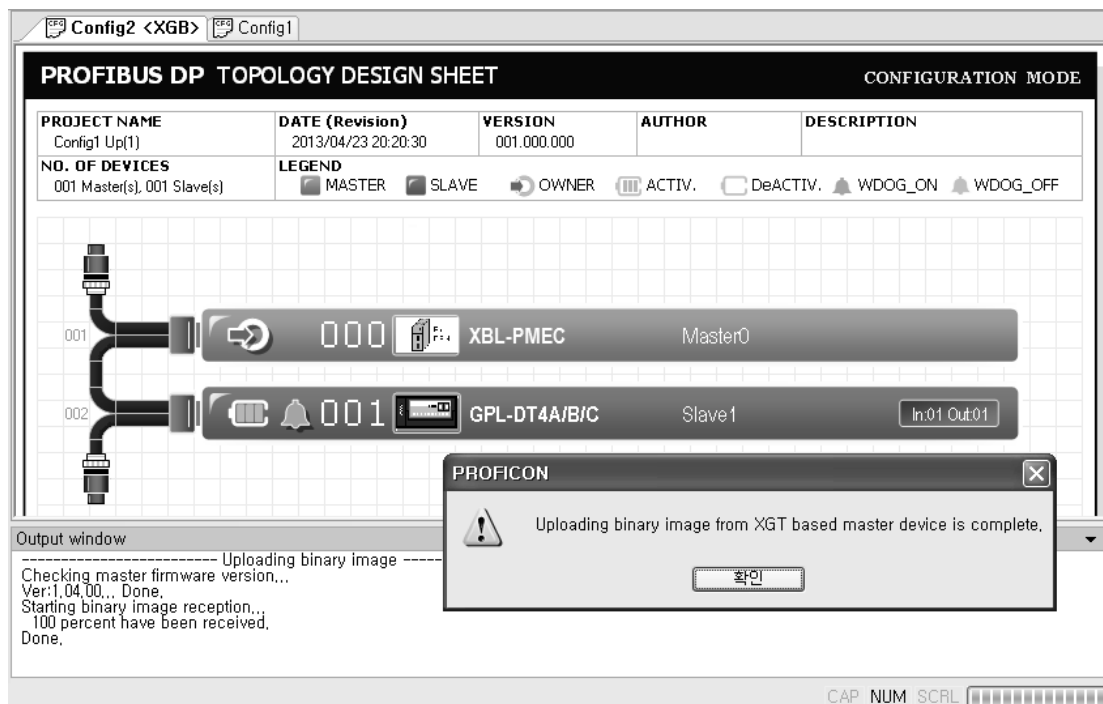 Config2 <XGB> Config1
PROFIBUS DP TOPOLOGY DESIGN SHEET CONFIGURATION MODE
PROJECT NAME DATE (Revision) VERSION AUTHOR DESCRIPTION
Config1 Up(1) 2013/04/23 20:20:30 001.000.000
NO. OF DEVICES LEGEND
001 Master(s), 001 Slave(s) MASTER SLAVE OWNER ACTIV. DeACTIV. WDOG_ON WDOG_OFF
001 000 XBL-PMEC Master0
002 001 GPL-DT4A/B/C Slave1 In:01 Out:01
PROFICON
Uploading binary image from XGT based master device is complete.
확인
Output window
-------------------------- Uploading binary image ------
Checking master firmware version...
Ver:1.04.00... Done.
Starting binary image reception...
100 percent have been received.
Done.
CAP NUM SCRL